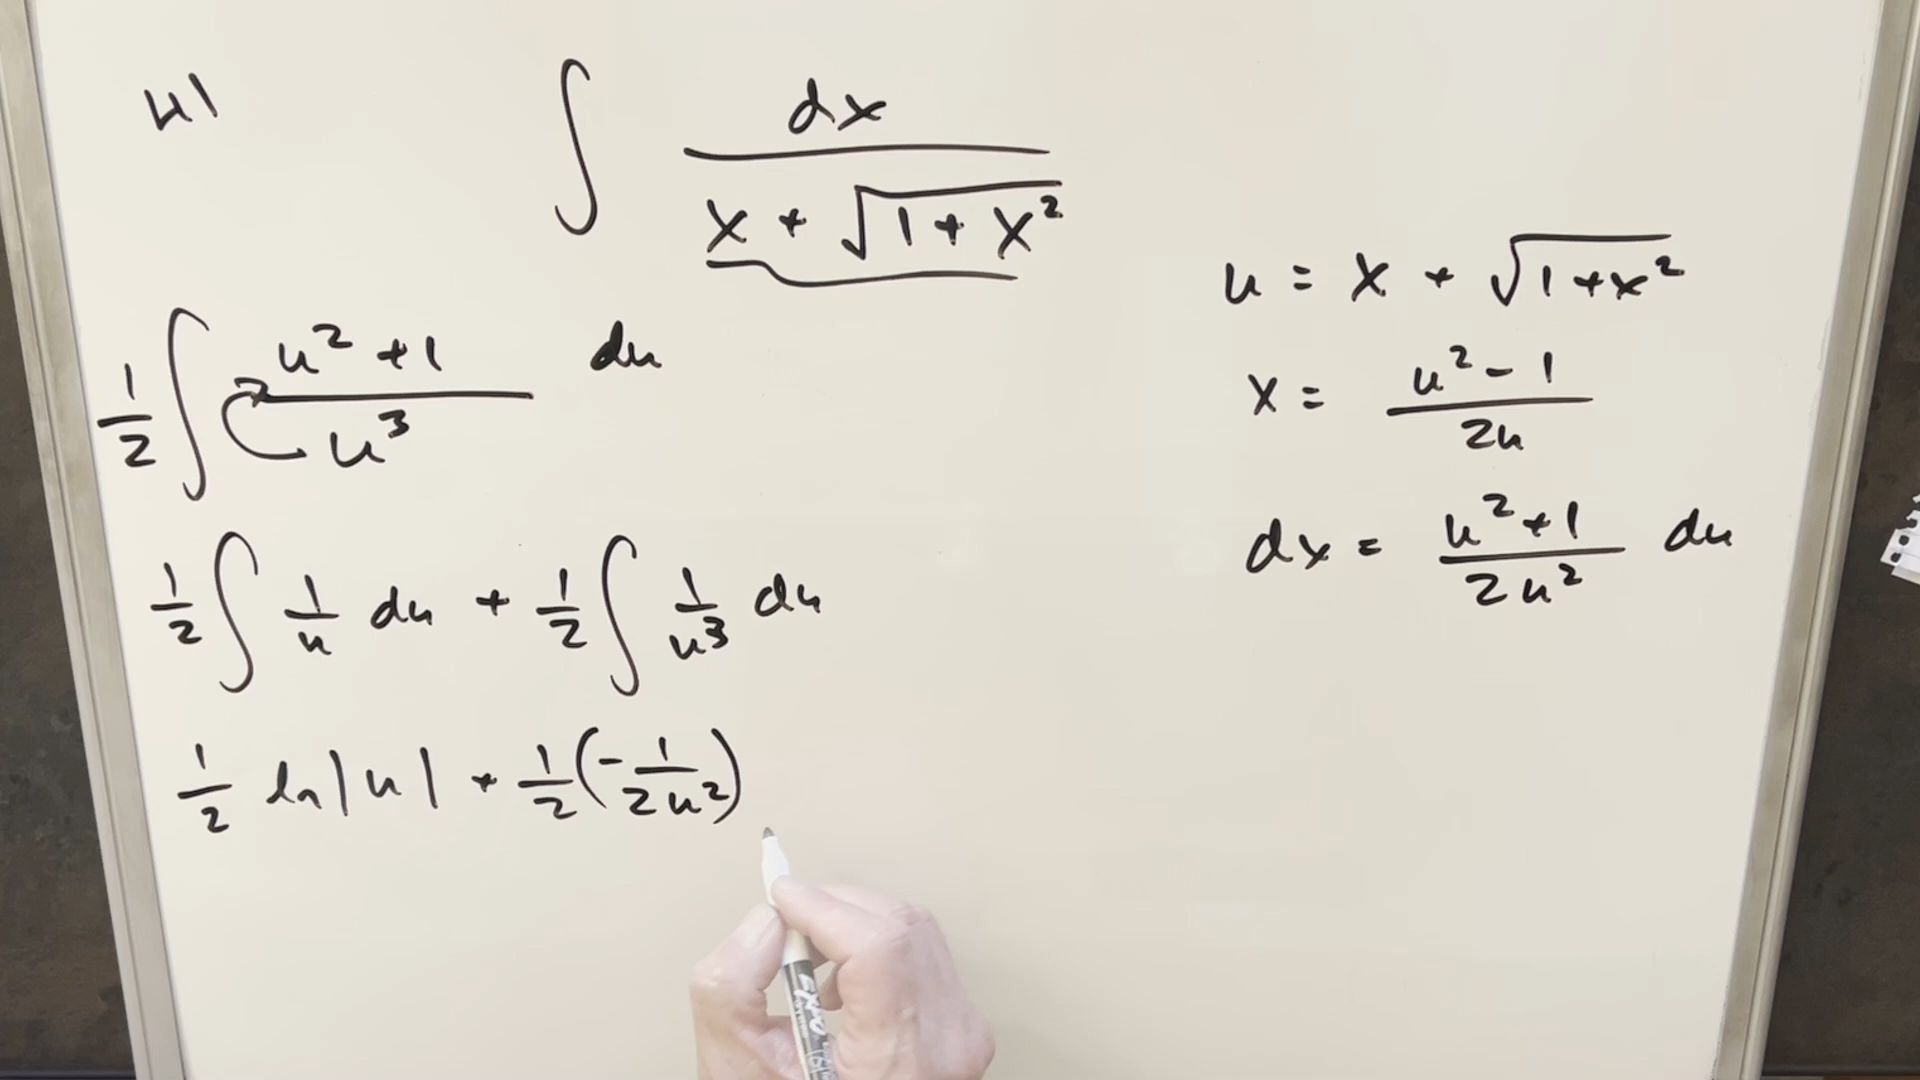 41
∫ dx / (x + √(1 + x²))
u = x + √(1 + x²)
x = (u² - 1) / 2u
dx = (u² + 1) / 2u² du
1/2 ∫ (u² + 1) / u³ du
1/2 ∫ 1/u du + 1/2 ∫ 1/u³ du
1/2 ln|u| + 1/2 (-1/2u²)
EXPO